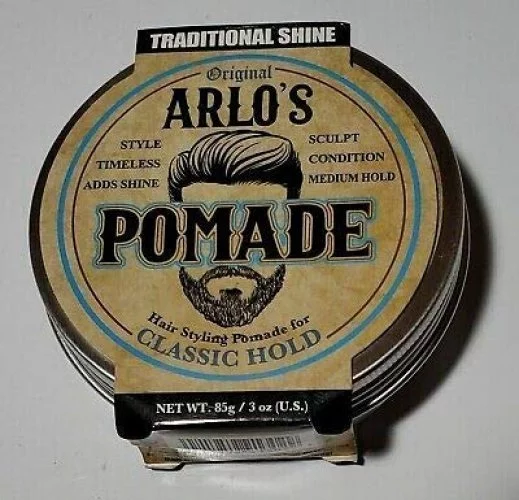 TRADITIONAL SHINE
Original
ARLO'S
STYLE
TIMELESS
ADDS SHINE
SCULPT
CONDITION
MEDIUM HOLD
POMADE
Hair Styling Pomade for
CLASSIC HOLD
NET WT. 85g / 3 oz (U.S.)